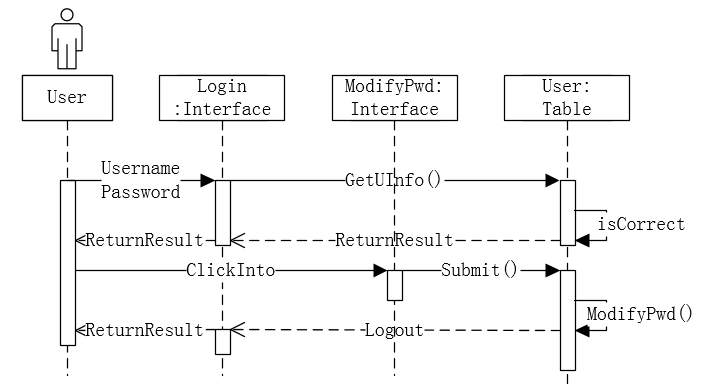 User
Login
:Interface
ModifyPwd:
Interface
User:
Table
Username
Password
GetUInfo()
isCorrect
ReturnResult
ReturnResult
ClickInto
Submit()
ModifyPwd()
ReturnResult
Logout